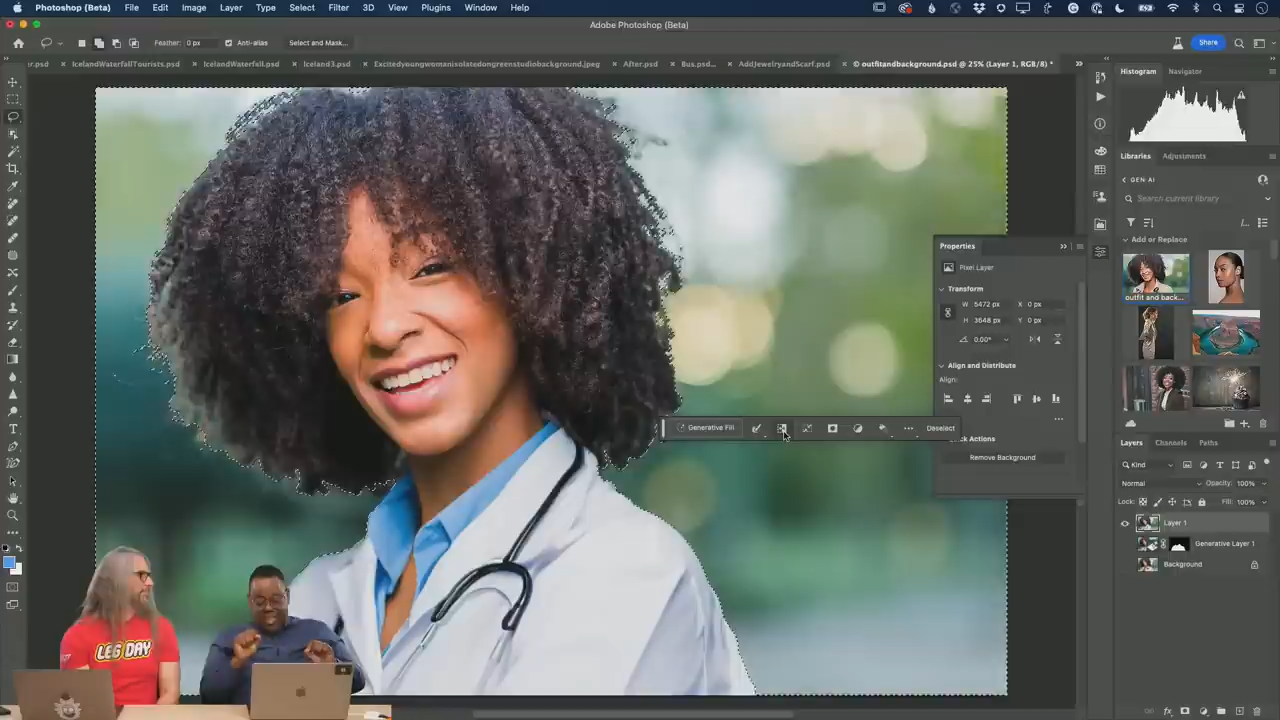 Photoshop (Beta) File Edit Image Layer Type Select Filter 3D View Plugins Window Help
Adobe Photoshop (Beta)
Feather: 0 px Anti-alias Select and Mask... Share
r.psd IcelandWaterfallTourists.psd IcelandWaterfall.psd Iceland3.psd Excitedyoungwomanisolatedongreenstudiobackground.jpeg After.psd Bus.psd... AddJewelryandScarf.psd © outfitandbackground.psd @ 25% (Layer 1, RGB/8) *
Histogram Navigator
Libraries Adjustments
GEN AI
Search current library
Add or Replace
outfit and back...
Properties
Pixel Layer
Transform
W 5472 px X 0 px
H 3648 px Y 0 px
0.00°
Align and Distribute
Align:
Generative Fill Deselect
Quick Actions
Remove Background
Layers Channels Paths
Kind
Normal Opacity: 100%
Lock: Fill: 100%
Layer 1
Generative Layer 1
Background
LEG DAY